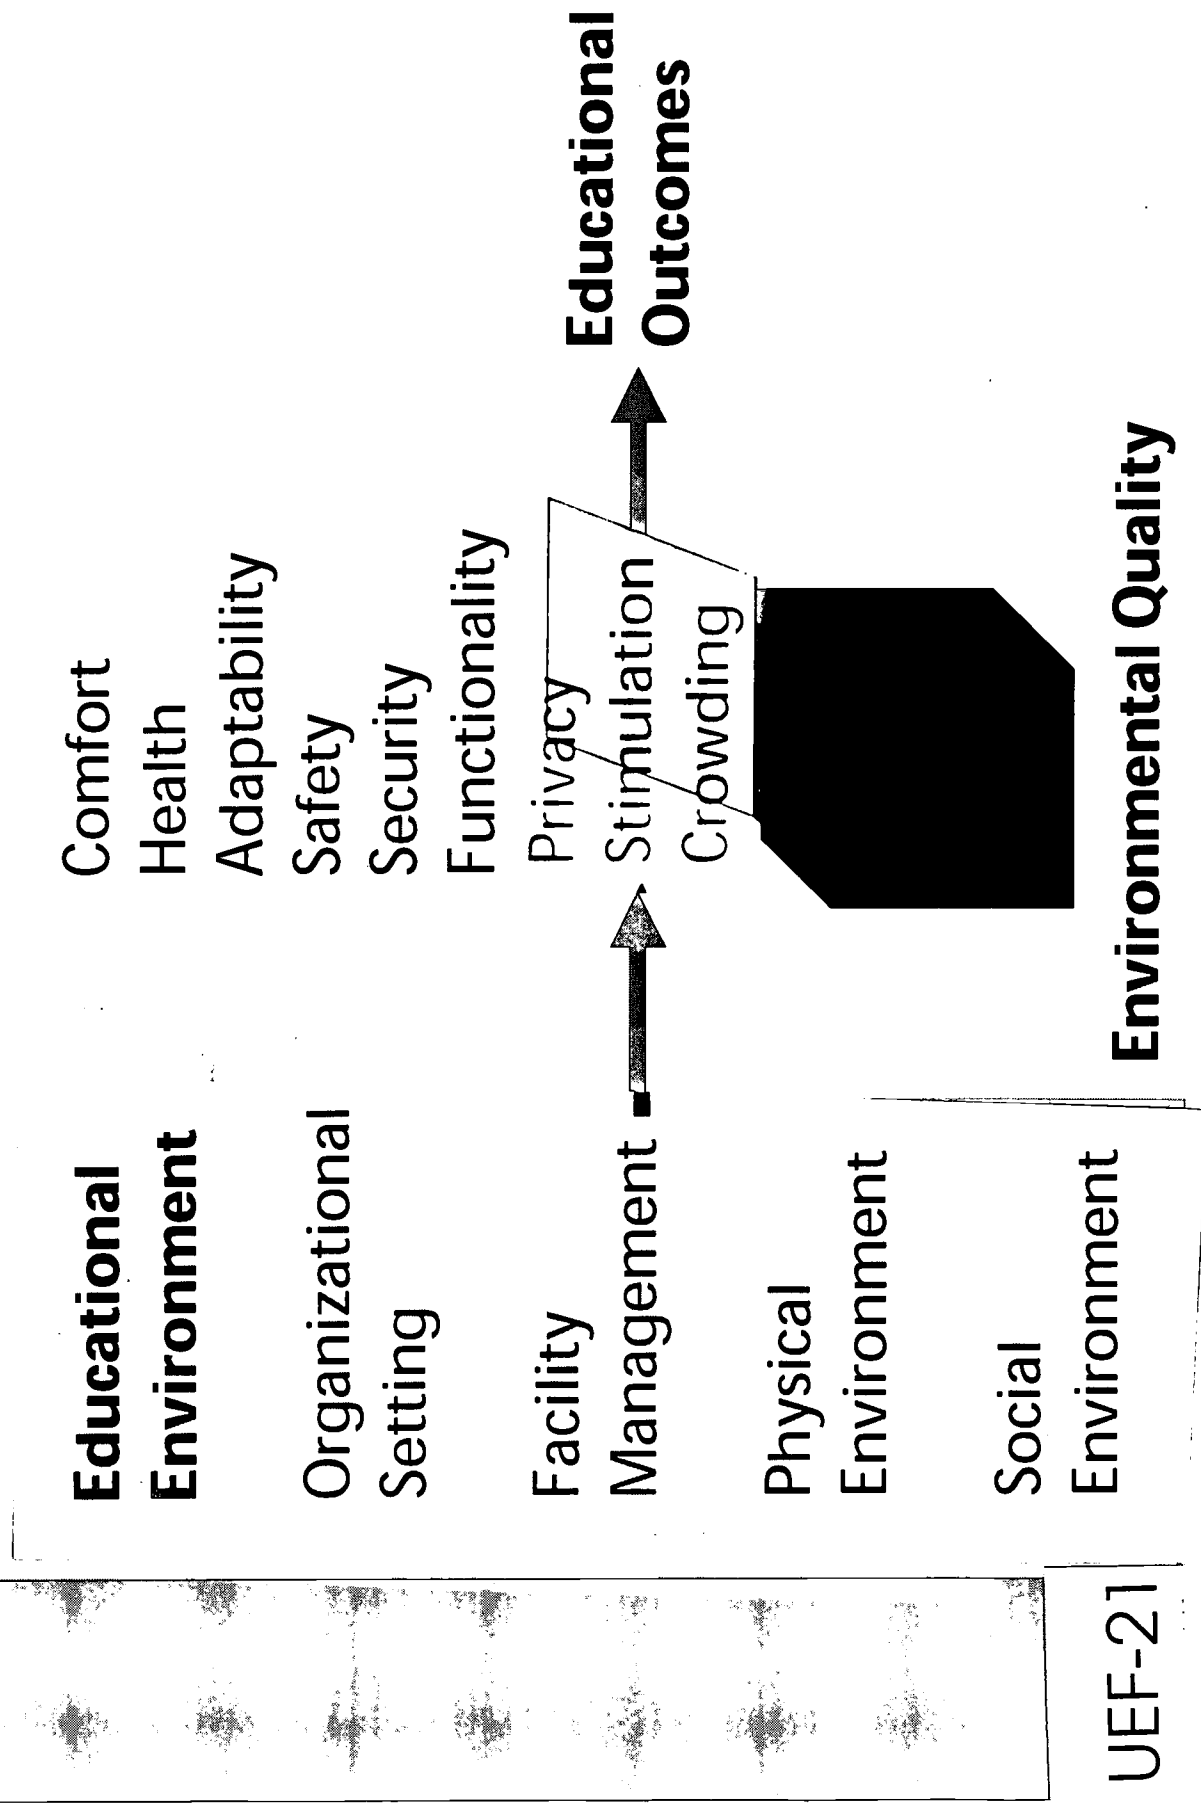 Educational
Environment
Organizational
Setting
Facility
Management
Physical
Environment
Social
Environment
Comfort
Health
Adaptability
Safety
Security
Functionality
Privacy
Stimulation
Crowding
Environmental Quality
Educational
Outcomes
UEF-21